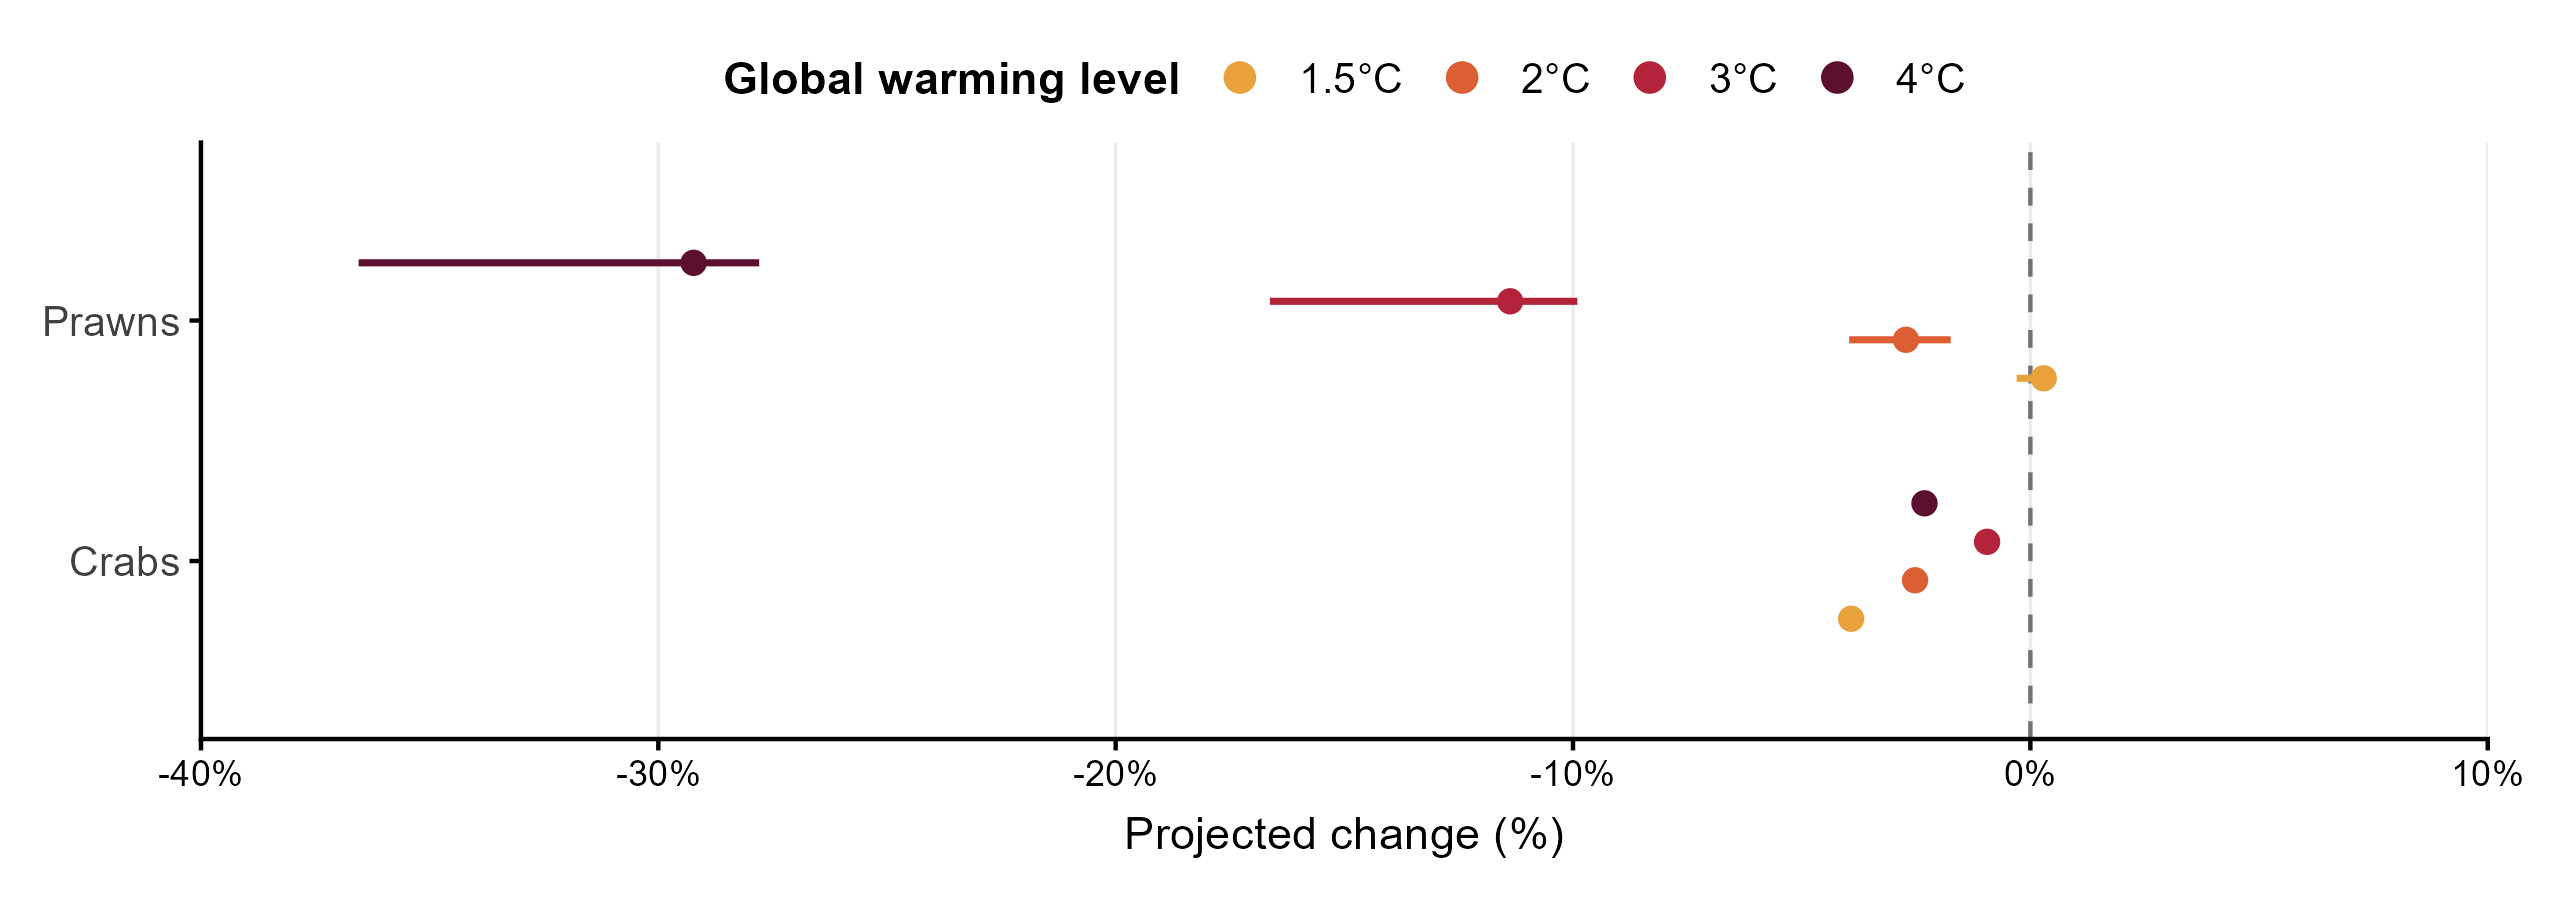 Global warming level 1.5°C 2°C 3°C 4°C
Prawns
Crabs
-40% -30% -20% -10% 0% 10%
Projected change (%)